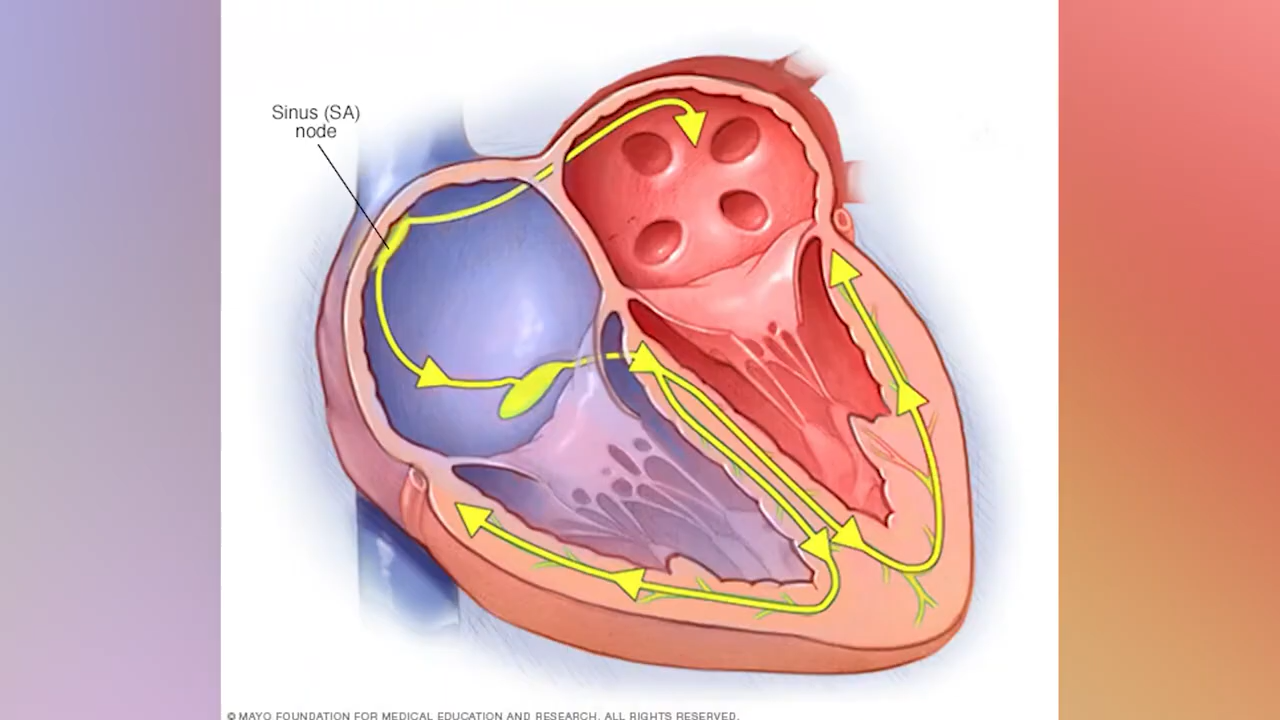 Sinus (SA)
node
© MAYO FOUNDATION FOR MEDICAL EDUCATION AND RESEARCH. ALL RIGHTS RESERVED.